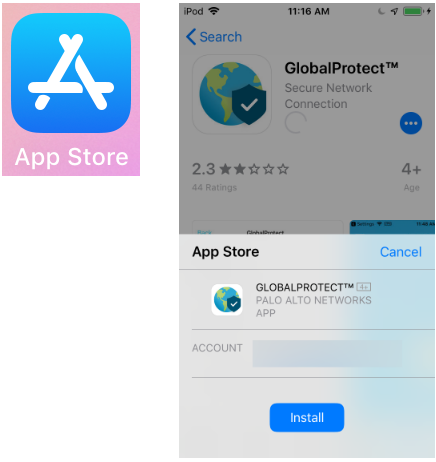 App Store
iPod 11:16 AM
Search
GlobalProtect™
Secure Network
Connection
2.3
4+
44 Ratings
Age
GlobalProtect
App Store
Cancel
GLOBALPROTECT™ 4+
PALO ALTO NETWORKS
APP
ACCOUNT
Install